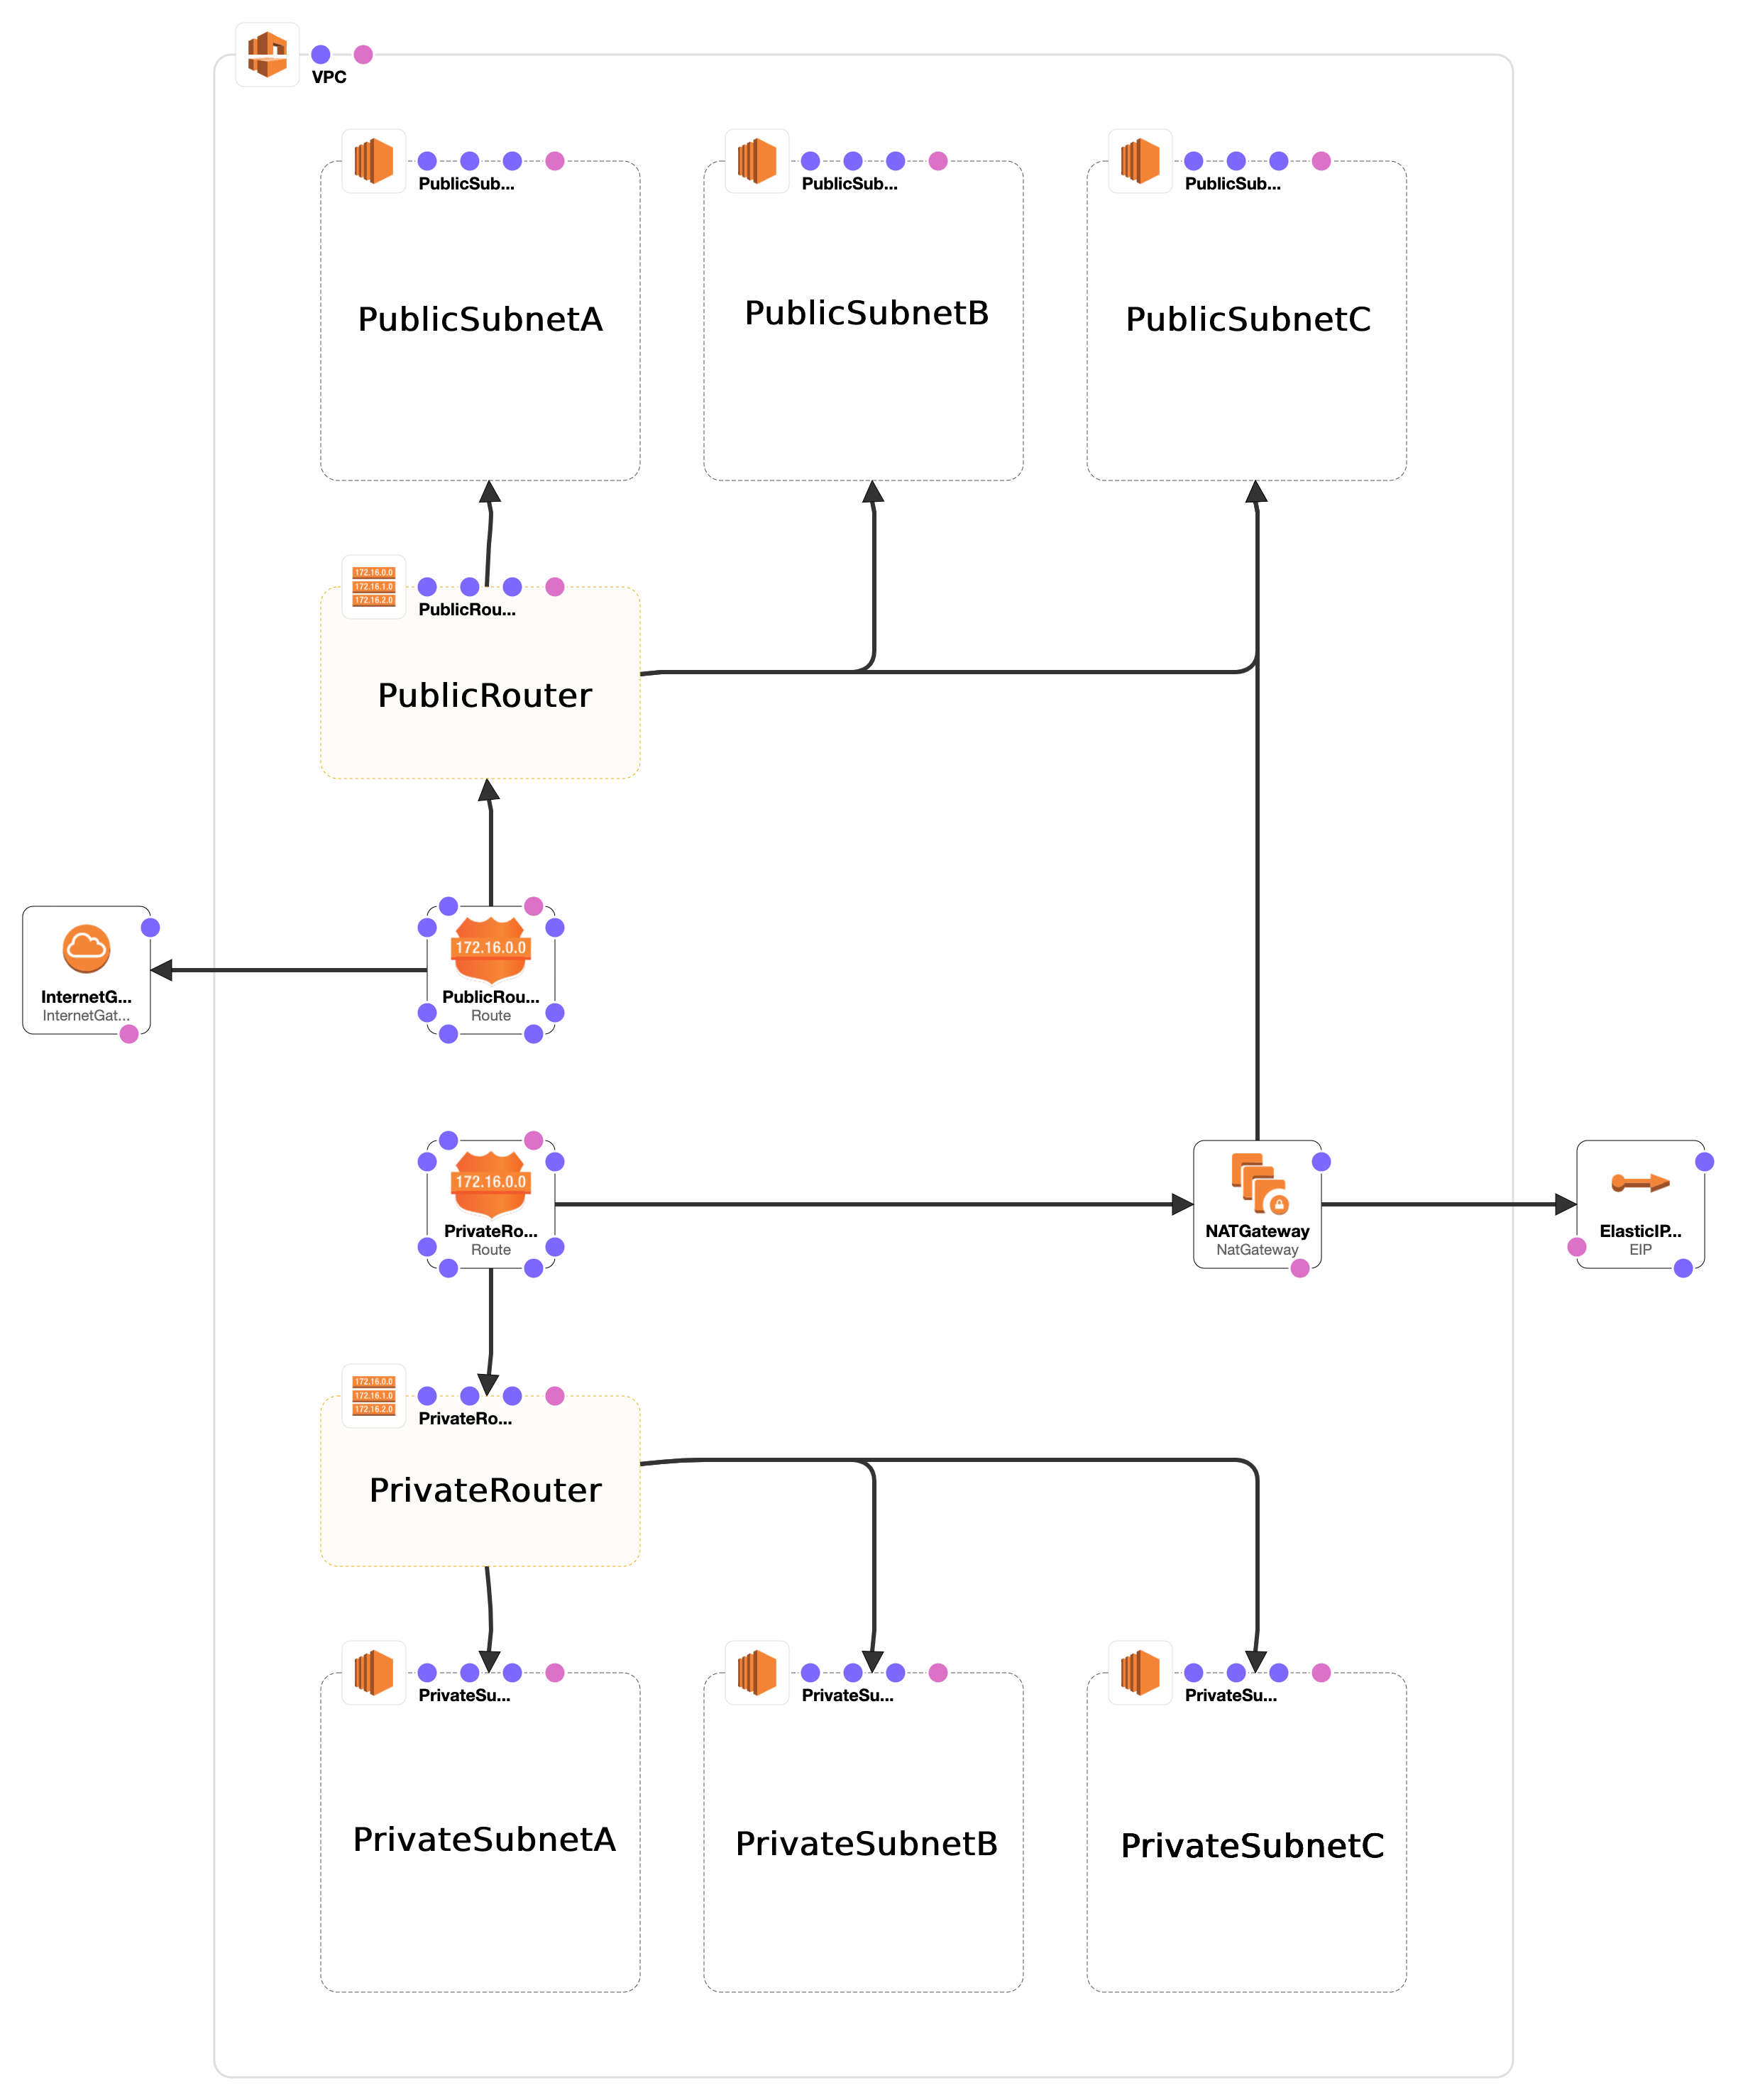 VPC
PublicSub...
PublicSub...
PublicSub...
PublicSubnetA
PublicSubnetB
PublicSubnetC
172.16.0.0
172.16.1.0
172.16.2.0
PublicRou...
PublicRouter
172.16.0.0
InternetG...
InternetGat...
PublicRou...
Route
172.16.0.0
PrivateRo...
Route
NATGateway
NatGateway
ElasticIP...
EIP
172.16.0.0
172.16.1.0
172.16.2.0
PrivateRo...
PrivateRouter
PrivateSu...
PrivateSu...
PrivateSu...
PrivateSubnetA
PrivateSubnetB
PrivateSubnetC